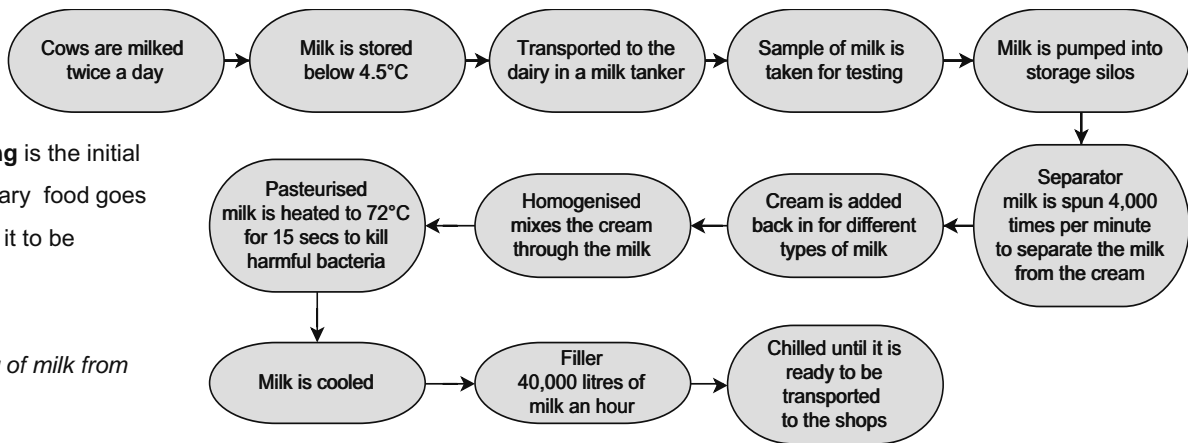 Cows are milked
twice a day
Milk is stored
below 4.5°C
Transported to the
dairy in a milk tanker
Sample of milk is
taken for testing
Milk is pumped into
storage silos
ng is the initial
ary food goes
it to be
of milk from
Separator
milk is spun 4,000
times per minute
to separate the milk
from the cream
Cream is added
back in for different
types of milk
Homogenised
mixes the cream
through the milk
Pasteurised
milk is heated to 72°C
for 15 secs to kill
harmful bacteria
Milk is cooled
Filler
40,000 litres of
milk an hour
Chilled until it is
ready to be
transported
to the shops